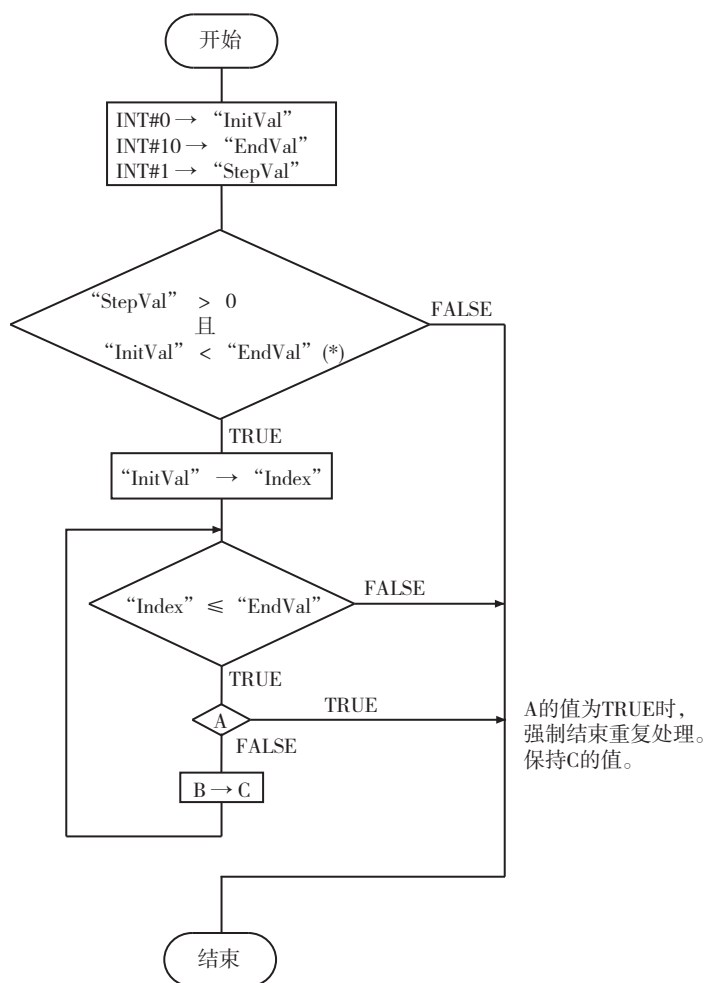 开始
INT#0 → “InitVal”
INT#10 → “EndVal”
INT#1 → “StepVal”
“StepVal” > 0
且
“InitVal” < “EndVal” (*)
FALSE
TRUE
“InitVal” → “Index”
“Index” ≤ “EndVal”
FALSE
TRUE
A
TRUE
FALSE
B → C
A的值为TRUE时，
强制结束重复处理。
保持C的值。
结束